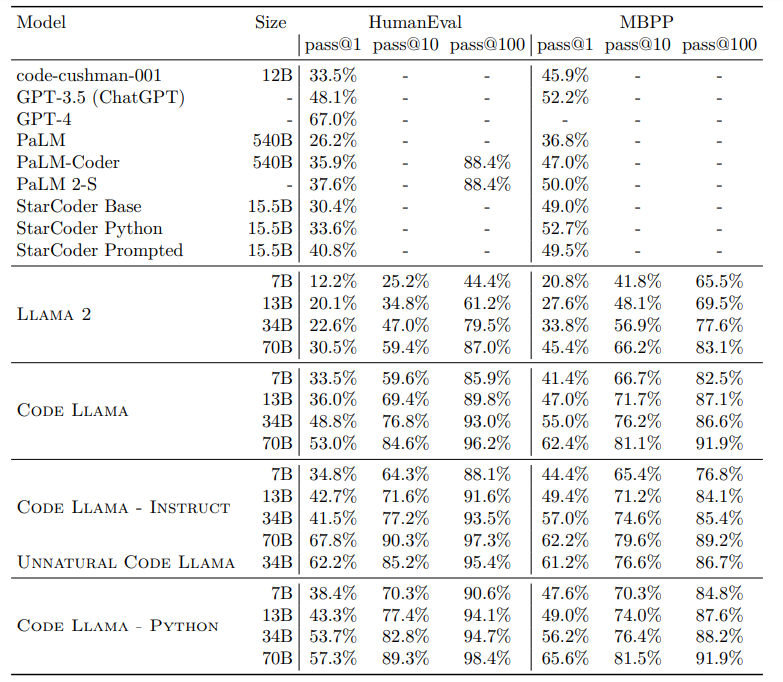 Model Size HumanEval MBPP
pass@1 pass@10 pass@100 pass@1 pass@10 pass@100
code-cushman-001 12B 33.5% - - 45.9% - -
GPT-3.5 (ChatGPT) - 48.1% - - 52.2% - -
GPT-4 - 67.0% - - - - -
PaLM 540B 26.2% - - 36.8% - -
PaLM-Coder 540B 35.9% - 88.4% 47.0% - -
PaLM 2-S - 37.6% - 88.4% 50.0% - -
StarCoder Base 15.5B 30.4% - - 49.0% - -
StarCoder Python 15.5B 33.6% - - 52.7% - -
StarCoder Prompted 15.5B 40.8% - - 49.5% - -
Llama 2
7B 12.2% 25.2% 44.4% 20.8% 41.8% 65.5%
13B 20.1% 34.8% 61.2% 27.6% 48.1% 69.5%
34B 22.6% 47.0% 79.5% 33.8% 56.9% 77.6%
70B 30.5% 59.4% 87.0% 45.4% 66.2% 83.1%
Code Llama
7B 33.5% 59.6% 85.9% 41.4% 66.7% 82.5%
13B 36.0% 69.4% 89.8% 47.0% 71.7% 87.1%
34B 48.8% 76.8% 93.0% 55.0% 76.2% 86.6%
70B 53.0% 84.6% 96.2% 62.4% 81.1% 91.9%
Code Llama - Instruct
7B 34.8% 64.3% 88.1% 44.4% 65.4% 76.8%
13B 42.7% 71.6% 91.6% 49.4% 71.2% 84.1%
34B 41.5% 77.2% 93.5% 57.0% 74.6% 85.4%
70B 67.8% 90.3% 97.3% 62.2% 79.6% 89.2%
Unnatural Code Llama 34B 62.2% 85.2% 95.4% 61.2% 76.6% 86.7%
Code Llama - Python
7B 38.4% 70.3% 90.6% 47.6% 70.3% 84.8%
13B 43.3% 77.4% 94.1% 49.0% 74.0% 87.6%
34B 53.7% 82.8% 94.7% 56.2% 76.4% 88.2%
70B 57.3% 89.3% 98.4% 65.6% 81.5% 91.9%